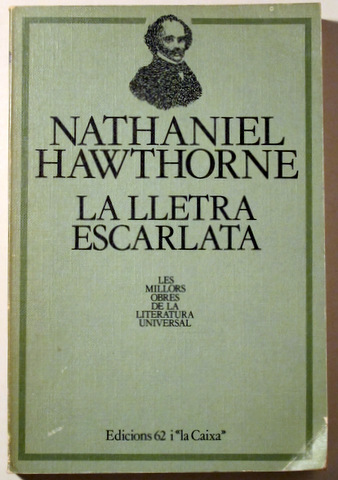 NATHANIEL
HAWTHORNE
LA LLETRA
ESCARLATA
LES
MILLORS
OBRES
DE LA
LITERATURA
UNIVERSAL
Edicions 62 i "la Caixa"